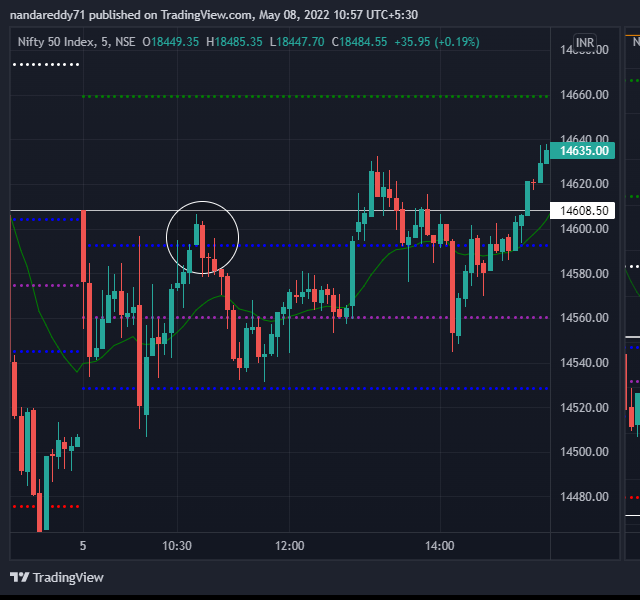 nandareddy71 published on TradingView.com, May 08, 2022 10:57 UTC+5:30
Nifty 50 Index, 5, NSE O18449.35 H18485.35 L18447.70 C18484.55 +35.95 (+0.19%)
INR
N
14660.00
14640.00
14635.00
14620.00
14608.50
14600.00
14580.00
14560.00
14540.00
14520.00
14500.00
14480.00
5 10:30 12:00 14:00
TradingView